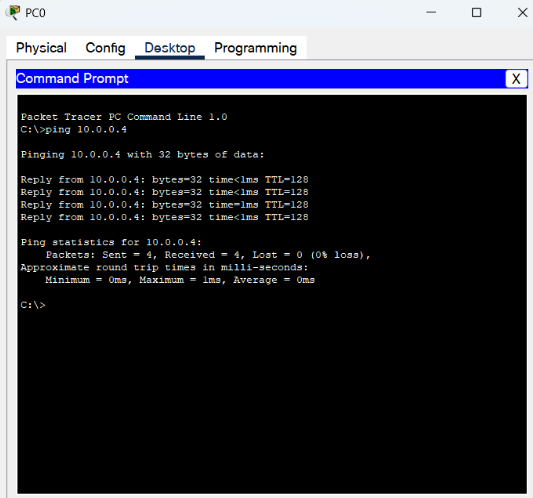 PC0
Physical Config Desktop Programming
Command Prompt X
Packet Tracer PC Command Line 1.0
C:\>ping 10.0.0.4
Pinging 10.0.0.4 with 32 bytes of data:
Reply from 10.0.0.4: bytes=32 time<1ms TTL=128
Reply from 10.0.0.4: bytes=32 time<1ms TTL=128
Reply from 10.0.0.4: bytes=32 time=1ms TTL=128
Reply from 10.0.0.4: bytes=32 time<1ms TTL=128
Ping statistics for 10.0.0.4:
Packets: Sent = 4, Received = 4, Lost = 0 (0% loss),
Approximate round trip times in milli-seconds:
Minimum = 0ms, Maximum = 1ms, Average = 0ms
C:\>